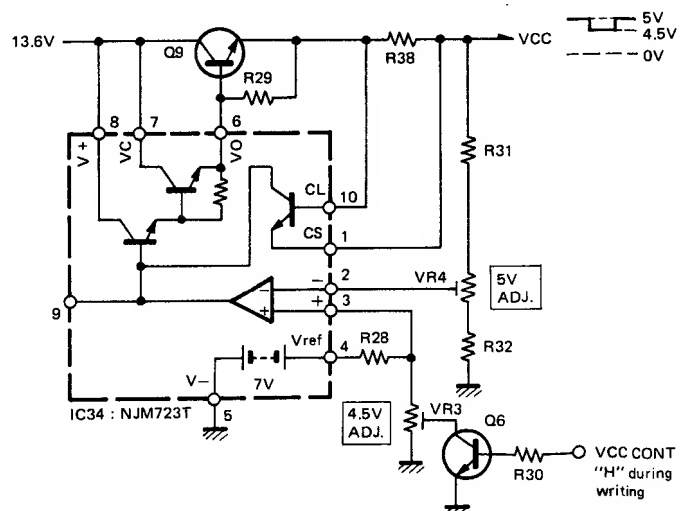 13.6V
Q9
R38
VCC
5V
4.5V
0V
R29
8
7
6
V+
VC
VO
R31
CL
10
CS
1
−
2
VR4
5V
ADJ.
+
3
−
+
9
Vref
4
R28
R32
V−
7V
5
IC34 : NJM723T
4.5V
ADJ.
VR3
Q6
R30
VCC CONT
"H" during
writing